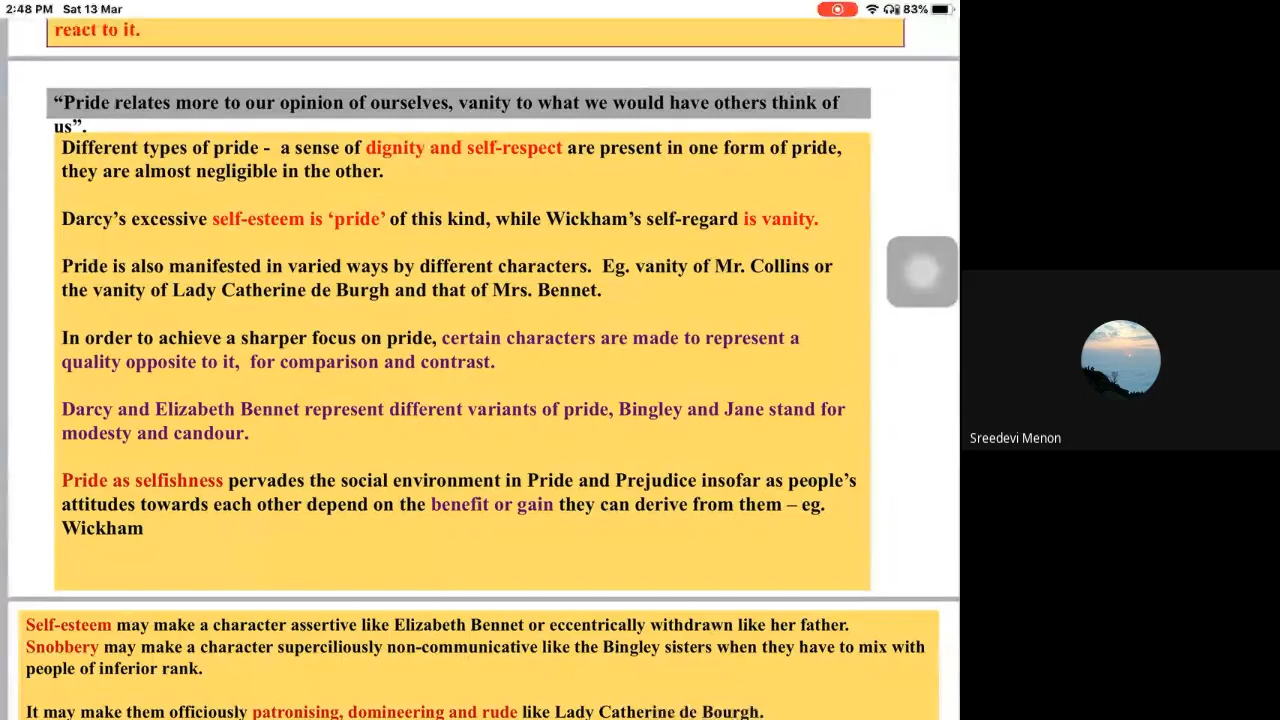 2:48 PM Sat 13 Mar
83%
react to it.
“Pride relates more to our opinion of ourselves, vanity to what we would have others think of
us”.
Different types of pride - a sense of dignity and self-respect are present in one form of pride,
they are almost negligible in the other.
Darcy’s excessive self-esteem is ‘pride’ of this kind, while Wickham’s self-regard is vanity.
Pride is also manifested in varied ways by different characters. Eg. vanity of Mr. Collins or
the vanity of Lady Catherine de Burgh and that of Mrs. Bennet.
In order to achieve a sharper focus on pride, certain characters are made to represent a
quality opposite to it, for comparison and contrast.
Darcy and Elizabeth Bennet represent different variants of pride, Bingley and Jane stand for
modesty and candour.
Pride as selfishness pervades the social environment in Pride and Prejudice insofar as people’s
attitudes towards each other depend on the benefit or gain they can derive from them – eg.
Wickham
Self-esteem may make a character assertive like Elizabeth Bennet or eccentrically withdrawn like her father.
Snobbery may make a character superciliously non-communicative like the Bingley sisters when they have to mix with
people of inferior rank.
It may make them officiously patronising, domineering and rude like Lady Catherine de Bourgh.
Sreedevi Menon